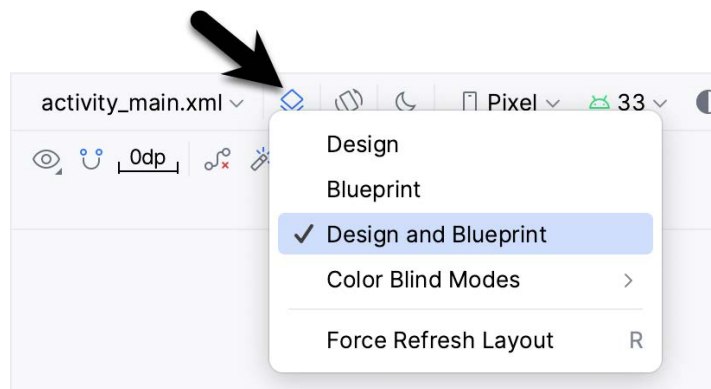 activity_main.xml Pixel 33
0dp
Design
Blueprint
Design and Blueprint
Color Blind Modes
Force Refresh Layout R